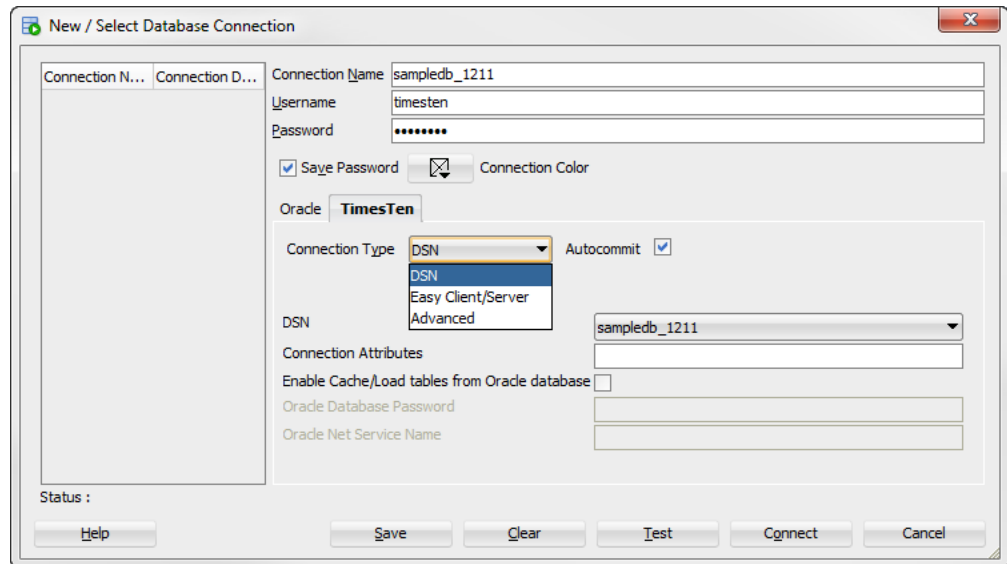 New / Select Database Connection
Connection N... Connection D...
Connection Name sampledb_1211
Username timesten
Password ••••••••
Save Password Connection Color
Oracle TimesTen
Connection Type DSN Autocommit
DSN
Easy Client/Server
Advanced
DSN sampledb_1211
Connection Attributes
Enable Cache/Load tables from Oracle database
Oracle Database Password
Oracle Net Service Name
Status :
Help Save Clear Test Connect Cancel